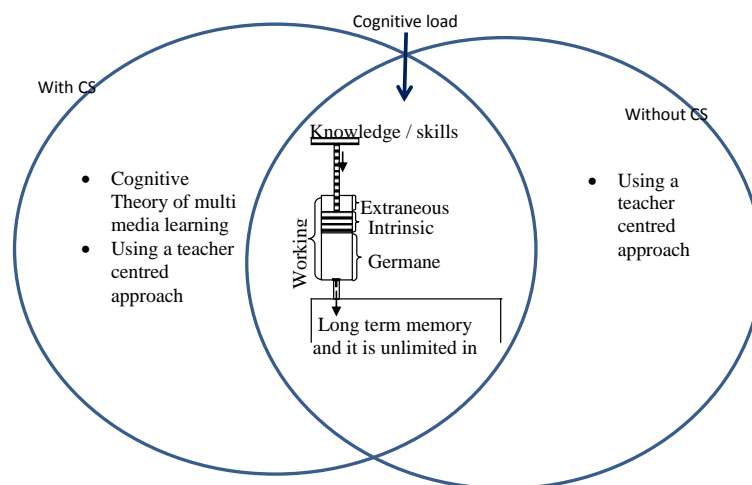 Cognitive load
With CS
Without CS
• Cognitive
Theory of multi
media learning
• Using a teacher
centred
approach
Knowledge / skills
Working
Extraneous
Intrinsic
Germane
Long term memory
and it is unlimited in
• Using a
teacher
centred
approach